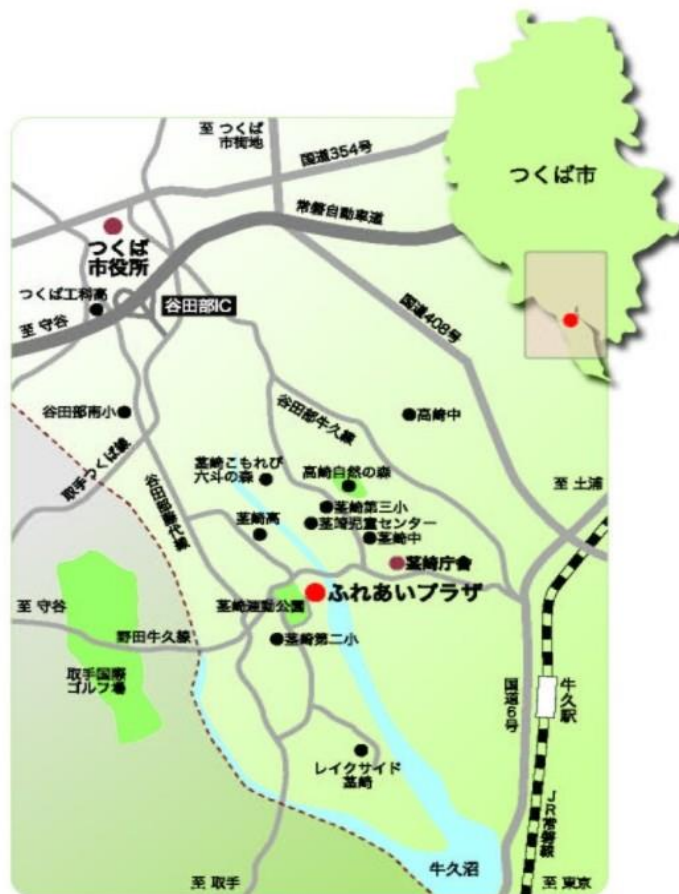 つくば市
至 つくば
市街地
国道354号
常磐自動車道
つくば
市役所
つくば工科高
谷田部IC
至 守谷
国道408号
谷田部南小
高崎中
谷田部牛久線
取手つくば線
茎崎こもれび
六斗の森
高崎自然の森
谷田部藤代線
茎崎第三小
茎崎児童センター
茎崎高
茎崎中
至 土浦
茎崎庁舎
ふれあいプラザ
茎崎運動公園
至 守谷
野田牛久線
茎崎第二小
取手国際
ゴルフ場
国道6号
牛久駅
レイクサイド
茎崎
JR常磐線
牛久沼
至 取手
至 東京